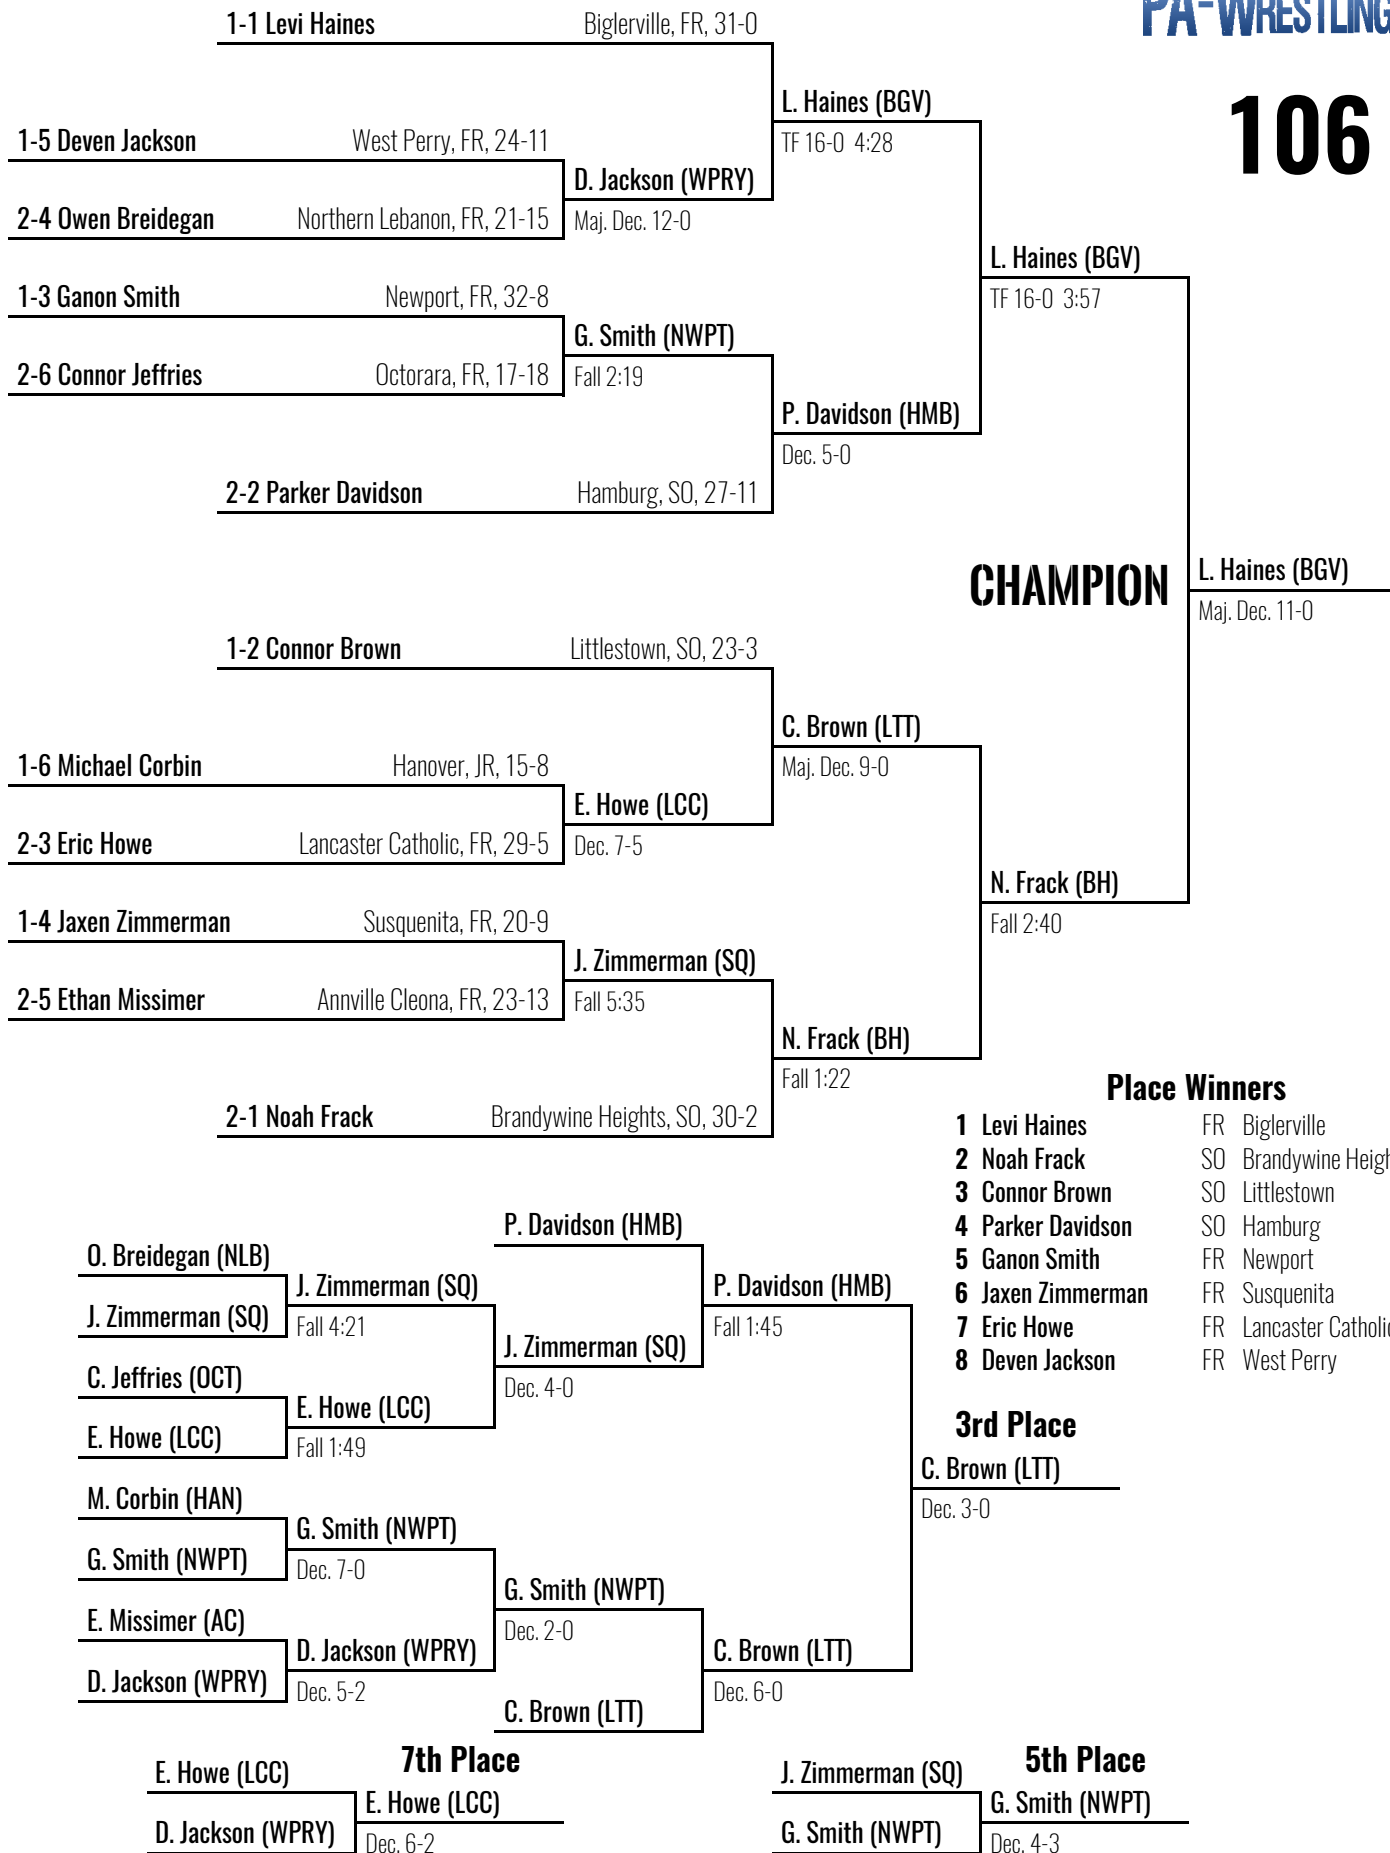 PA-WRESTLING
106
1-1 Levi Haines Biglerville, FR, 31-0
L. Haines (BGV)
TF 16-0 4:28
1-5 Deven Jackson West Perry, FR, 24-11
D. Jackson (WPRY)
Maj. Dec. 12-0
2-4 Owen Breidegan Northern Lebanon, FR, 21-15
L. Haines (BGV)
TF 16-0 3:57
1-3 Ganon Smith Newport, FR, 32-8
G. Smith (NWPT)
Fall 2:19
2-6 Connor Jeffries Octorara, FR, 17-18
P. Davidson (HMB)
Dec. 5-0
2-2 Parker Davidson Hamburg, SO, 27-11
CHAMPION
L. Haines (BGV)
Maj. Dec. 11-0
1-2 Connor Brown Littlestown, SO, 23-3
C. Brown (LTT)
Maj. Dec. 9-0
1-6 Michael Corbin Hanover, JR, 15-8
E. Howe (LCC)
Dec. 7-5
2-3 Eric Howe Lancaster Catholic, FR, 29-5
N. Frack (BH)
Fall 2:40
1-4 Jaxen Zimmerman Susquenita, FR, 20-9
J. Zimmerman (SQ)
Fall 5:35
2-5 Ethan Missimer Annville Cleona, FR, 23-13
N. Frack (BH)
Fall 1:22
2-1 Noah Frack Brandywine Heights, SO, 30-2
Place Winners
1 Levi Haines FR Biglerville
2 Noah Frack SO Brandywine Heigh
3 Connor Brown SO Littlestown
4 Parker Davidson SO Hamburg
5 Ganon Smith FR Newport
6 Jaxen Zimmerman FR Susquenita
7 Eric Howe FR Lancaster Catholic
8 Deven Jackson FR West Perry
P. Davidson (HMB)
O. Breidegan (NLB)
J. Zimmerman (SQ)
Fall 4:21
J. Zimmerman (SQ)
P. Davidson (HMB)
Fall 1:45
J. Zimmerman (SQ)
Dec. 4-0
C. Jeffries (OCT)
E. Howe (LCC)
Fall 1:49
E. Howe (LCC)
3rd Place
C. Brown (LTT)
Dec. 3-0
M. Corbin (HAN)
G. Smith (NWPT)
Dec. 7-0
G. Smith (NWPT)
G. Smith (NWPT)
Dec. 2-0
E. Missimer (AC)
D. Jackson (WPRY)
Dec. 5-2
D. Jackson (WPRY)
C. Brown (LTT)
Dec. 6-0
C. Brown (LTT)
7th Place
E. Howe (LCC)
E. Howe (LCC)
D. Jackson (WPRY)
Dec. 6-2
5th Place
J. Zimmerman (SQ)
G. Smith (NWPT)
G. Smith (NWPT)
Dec. 4-3